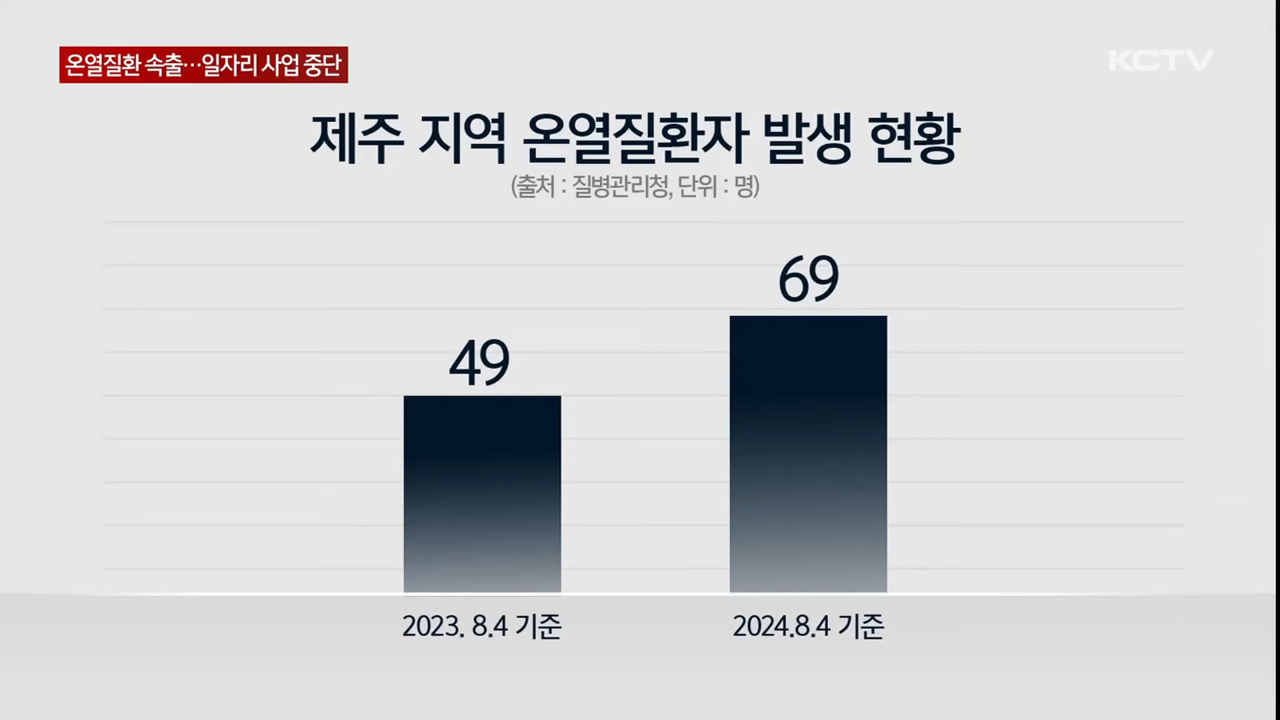 온열질환 속출…일자리 사업 중단
KCTV
제주 지역 온열질환자 발생 현황
(출처 : 질병관리청, 단위 : 명)
49
69
2023. 8.4 기준
2024.8.4 기준